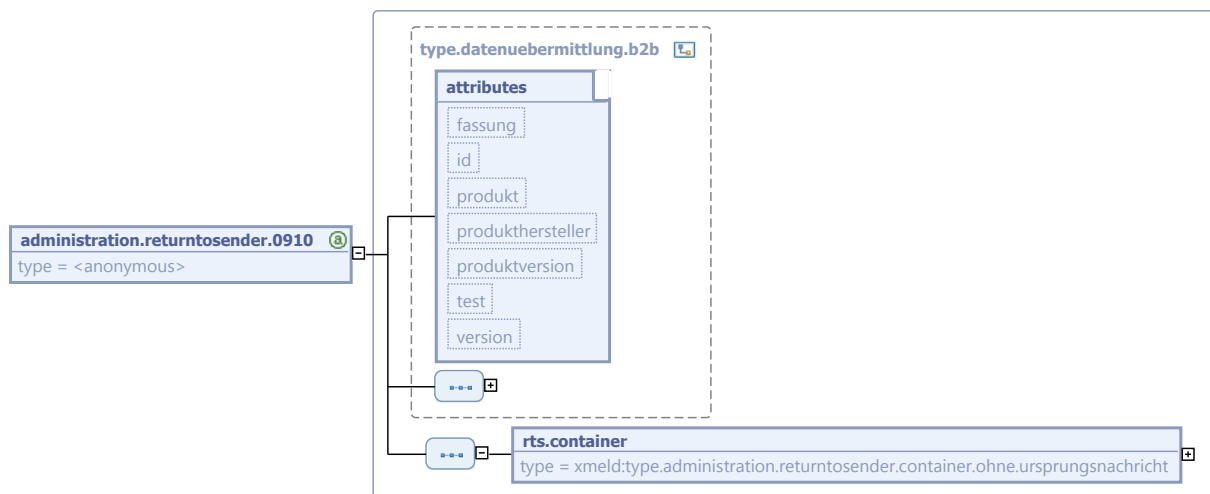 type.datenuebermittlung.b2b
attributes
fassung
id
produkt
produkthersteller
produktversion
test
version
administration.returntosender.0910 a
type = <anonymous>
rts.container
type = xmeld:type.administration.returntosender.container.ohne.ursprungsnachricht